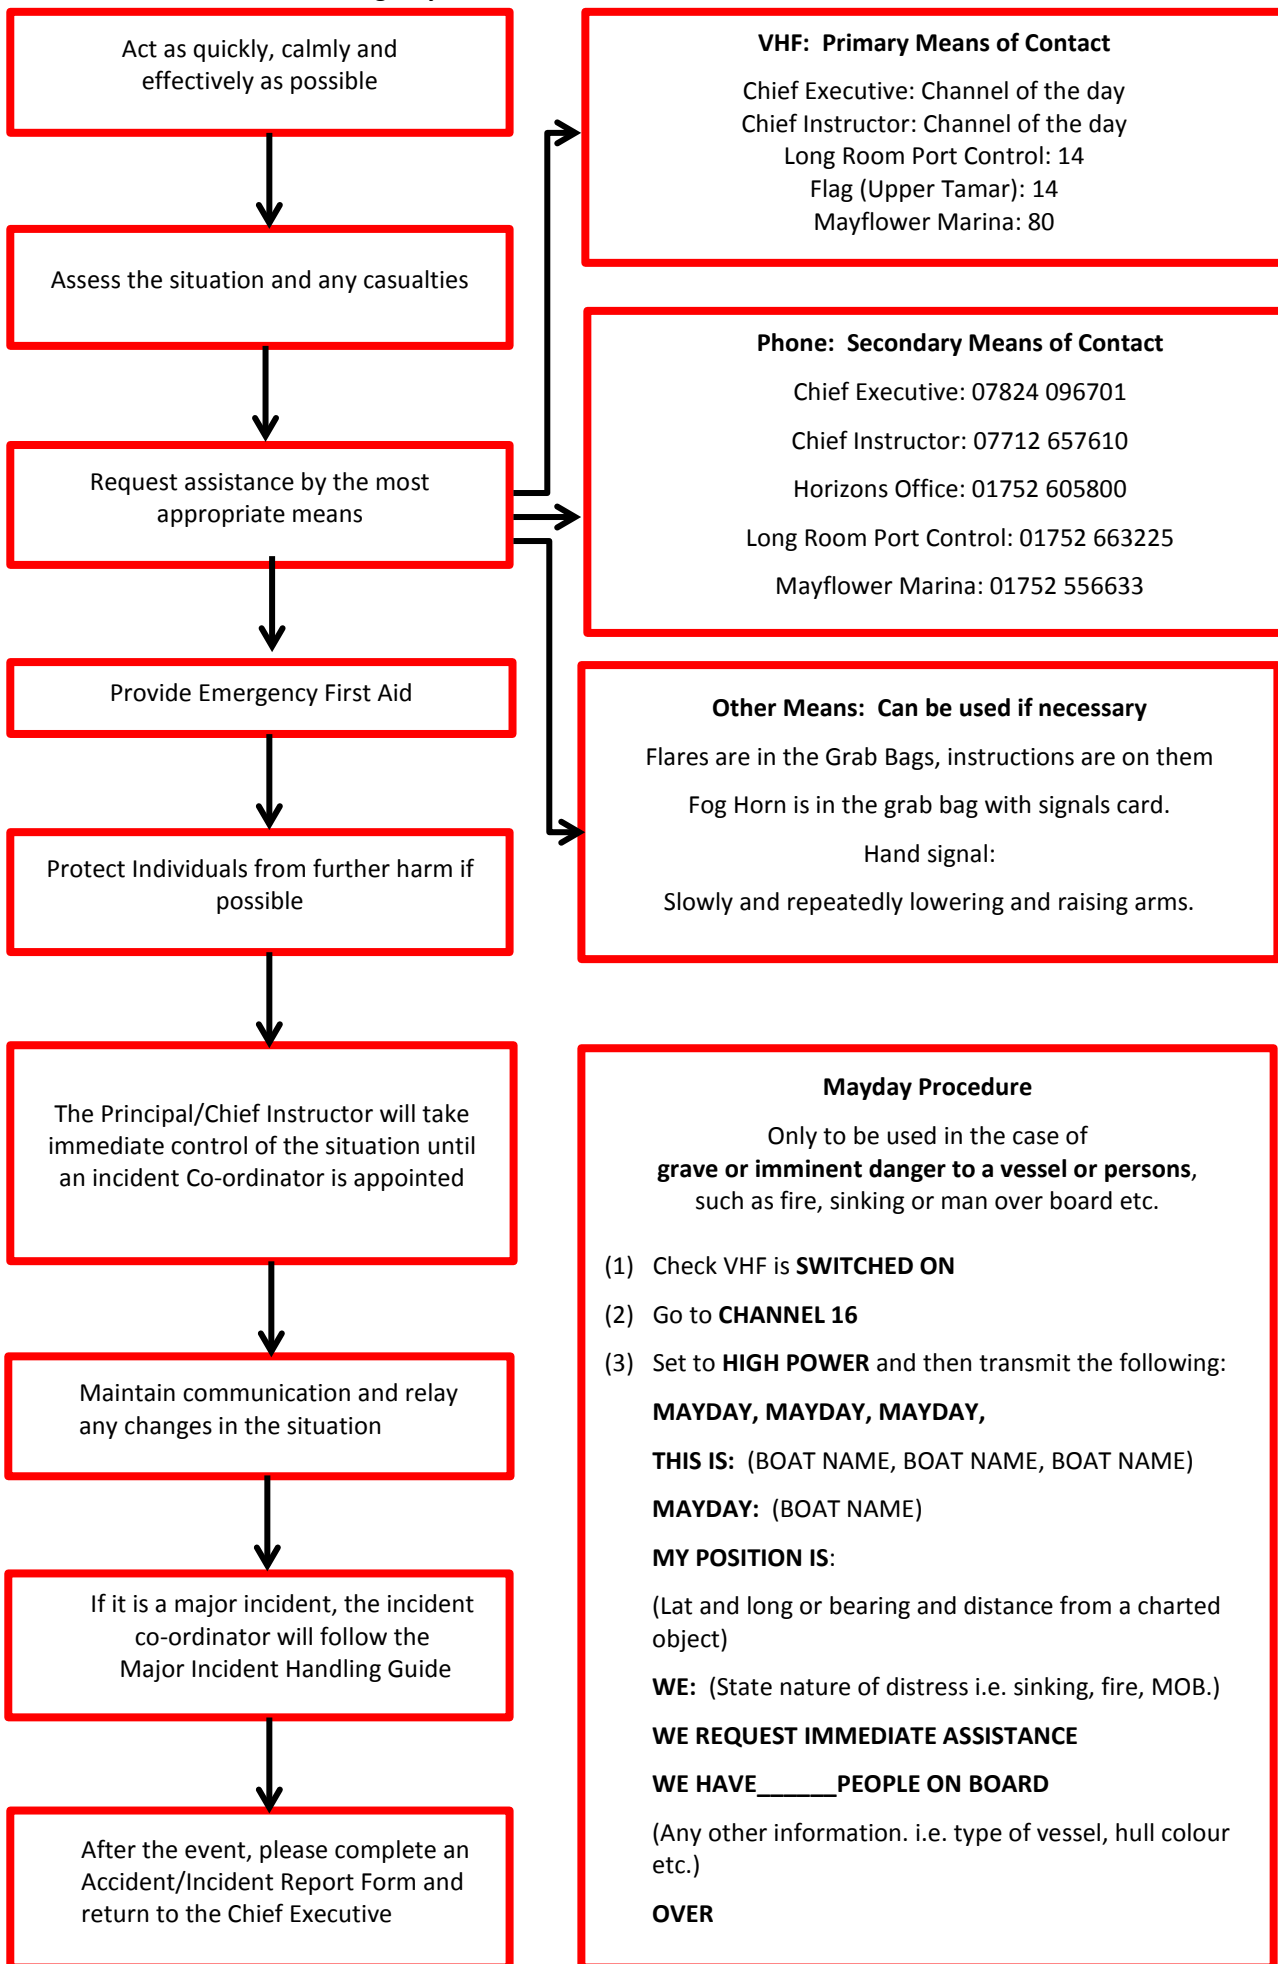 Act as quickly, calmly and
effectively as possible
Assess the situation and any casualties
Request assistance by the most
appropriate means
Provide Emergency First Aid
Protect Individuals from further harm if
possible
The Principal/Chief Instructor will take
immediate control of the situation until
an incident Co-ordinator is appointed
Maintain communication and relay
any changes in the situation
If it is a major incident, the incident
co-ordinator will follow the
Major Incident Handling Guide
After the event, please complete an
Accident/Incident Report Form and
return to the Chief Executive
VHF: Primary Means of Contact
Chief Executive: Channel of the day
Chief Instructor: Channel of the day
Long Room Port Control: 14
Flag (Upper Tamar): 14
Mayflower Marina: 80
Phone: Secondary Means of Contact
Chief Executive: 07824 096701
Chief Instructor: 07712 657610
Horizons Office: 01752 605800
Long Room Port Control: 01752 663225
Mayflower Marina: 01752 556633
Other Means: Can be used if necessary
Flares are in the Grab Bags, instructions are on them
Fog Horn is in the grab bag with signals card.
Hand signal:
Slowly and repeatedly lowering and raising arms.
Mayday Procedure
Only to be used in the case of
grave or imminent danger to a vessel or persons,
such as fire, sinking or man over board etc.
(1) Check VHF is SWITCHED ON
(2) Go to CHANNEL 16
(3) Set to HIGH POWER and then transmit the following:
MAYDAY, MAYDAY, MAYDAY,
THIS IS: (BOAT NAME, BOAT NAME, BOAT NAME)
MAYDAY: (BOAT NAME)
MY POSITION IS:
(Lat and long or bearing and distance from a charted
object)
WE: (State nature of distress i.e. sinking, fire, MOB.)
WE REQUEST IMMEDIATE ASSISTANCE
WE HAVE______PEOPLE ON BOARD
(Any other information. i.e. type of vessel, hull colour
etc.)
OVER